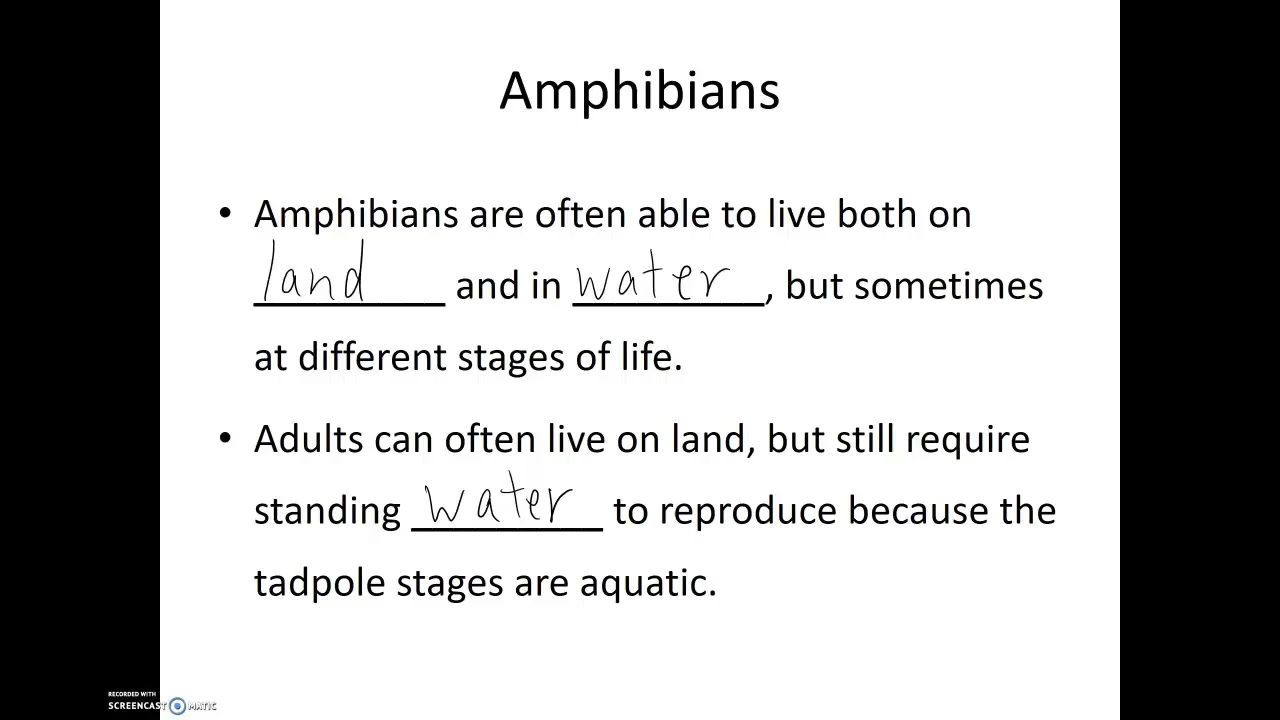 Amphibians
• Amphibians are often able to live both on
land and in water, but sometimes
at different stages of life.
• Adults can often live on land, but still require
standing water to reproduce because the
tadpole stages are aquatic.
RECORDED WITH
SCREENCAST MATIC